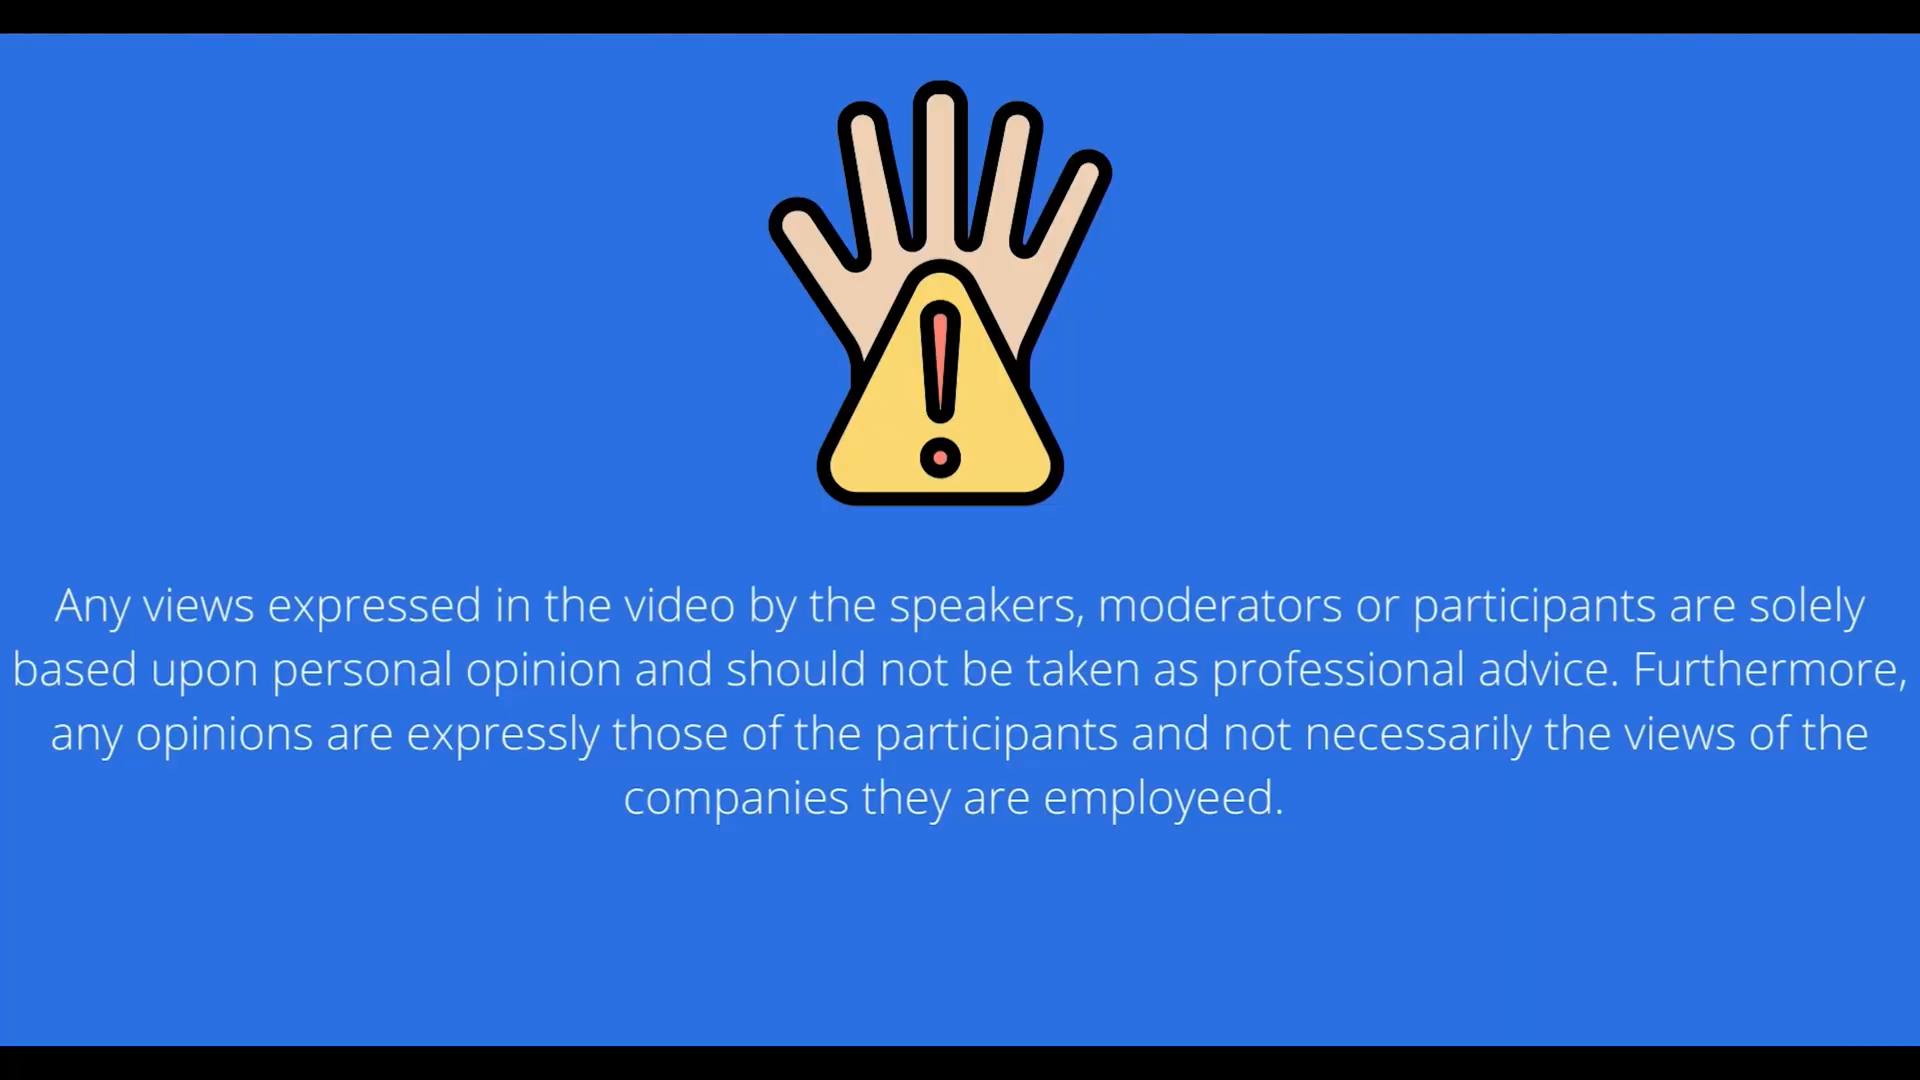 Any views expressed in the video by the speakers, moderators or participants are solely
based upon personal opinion and should not be taken as professional advice. Furthermore,
any opinions are expressly those of the participants and not necessarily the views of the
companies they are employeed.